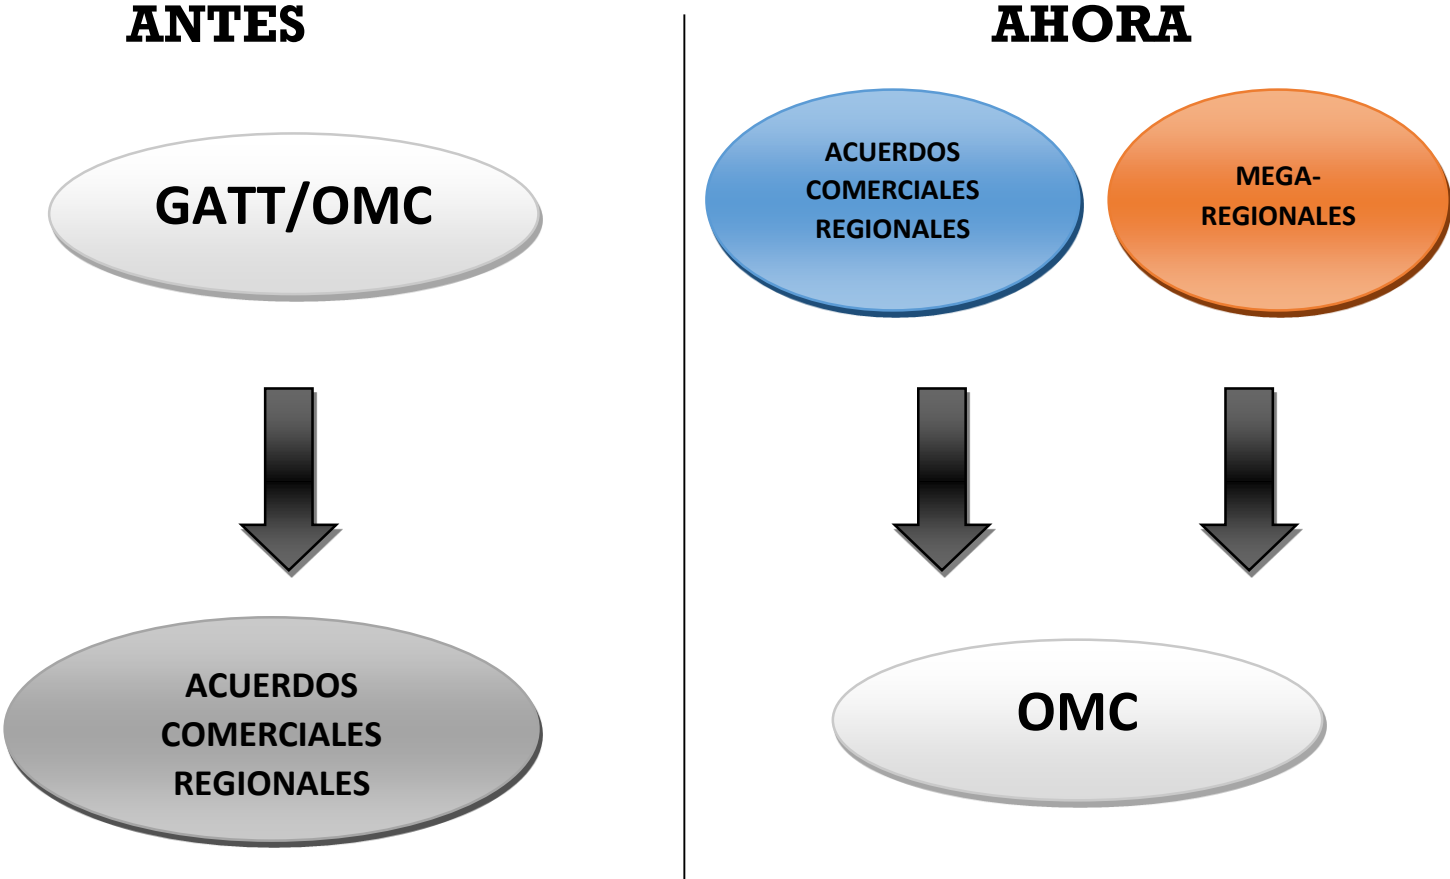 ANTES
GATT/OMC
ACUERDOS
COMERCIALES
REGIONALES
AHORA
ACUERDOS
COMERCIALES
REGIONALES
MEGA-
REGIONALES
OMC